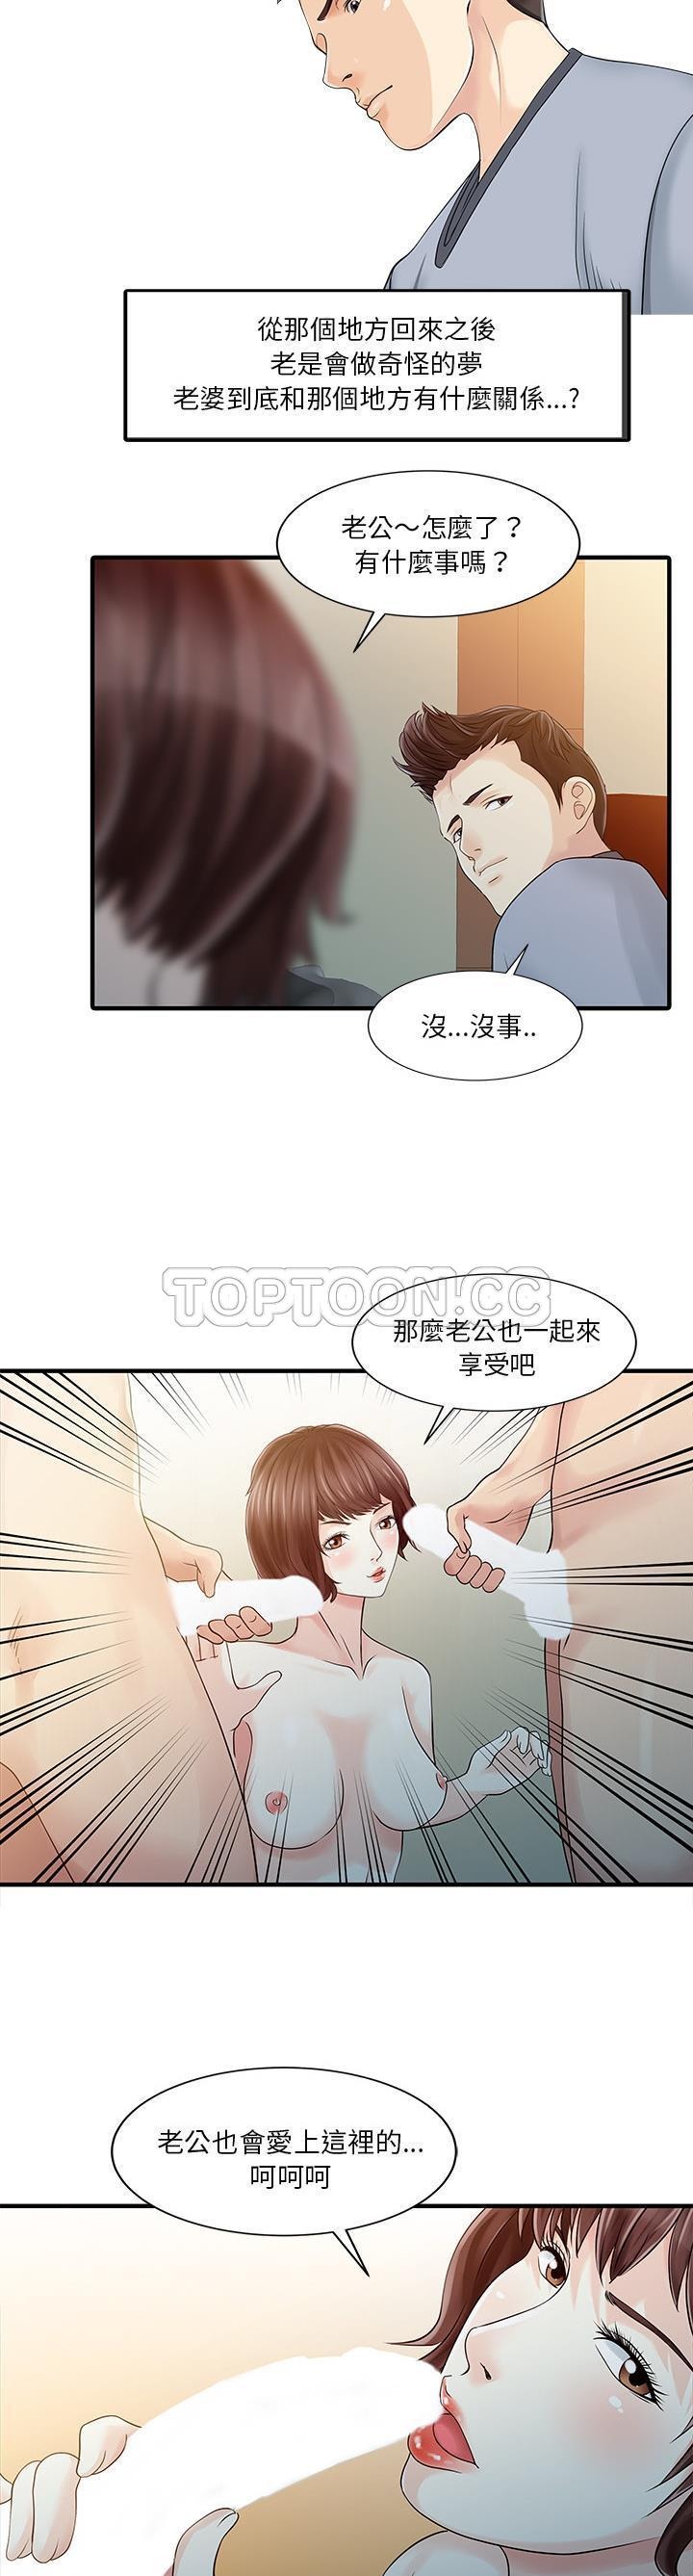 從那個地方回來之後
老是會做奇怪的夢
老婆到底和那個地方有什麼關係...?
老公～怎麼了？
有什麼事嗎？
沒...沒事..
TOPTOON.CC
那麼老公也一起來
享受吧
老公也會愛上這裡的...
呵呵呵